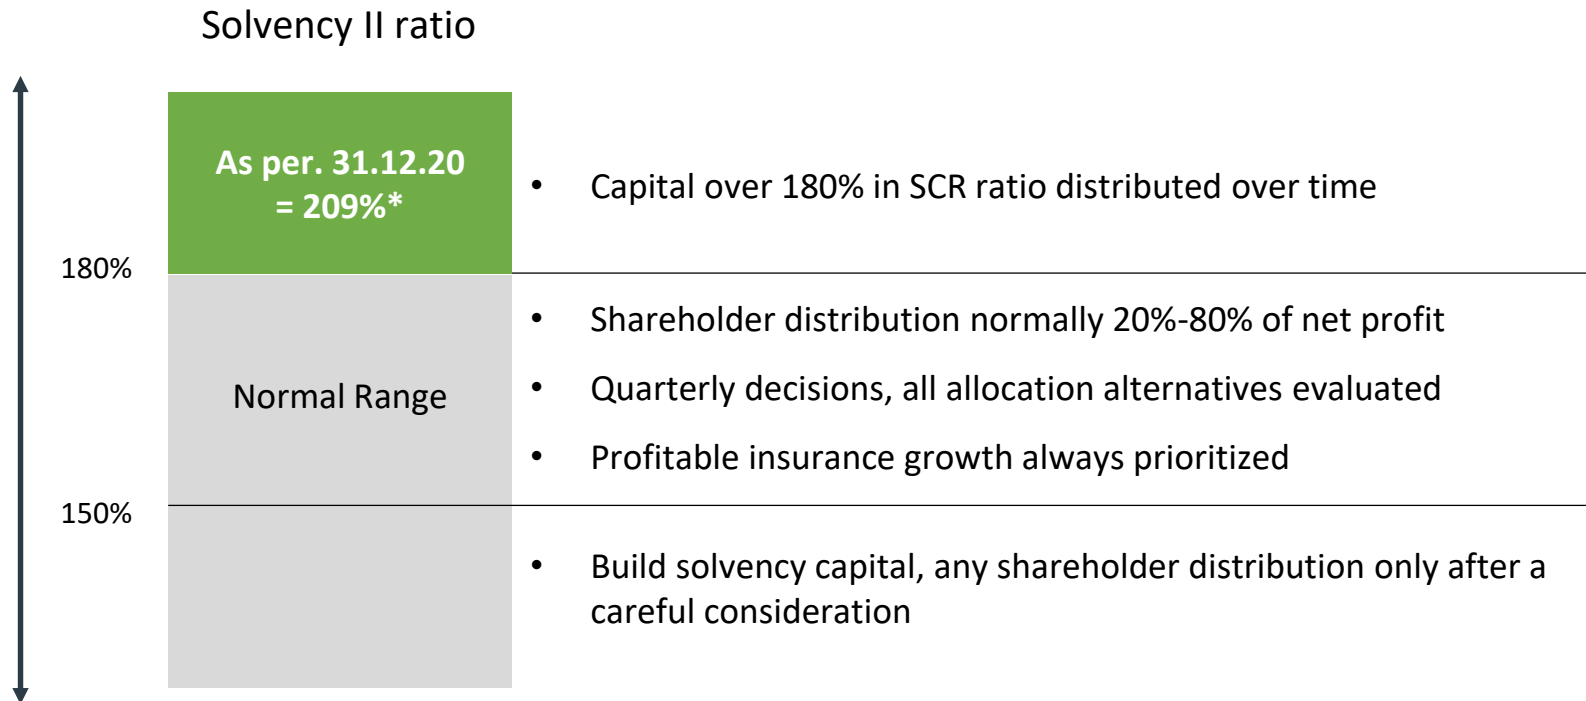 Solvency II ratio
As per. 31.12.20
= 209%*
• Capital over 180% in SCR ratio distributed over time
180%
• Shareholder distribution normally 20%-80% of net profit
Normal Range
• Quarterly decisions, all allocation alternatives evaluated
• Profitable insurance growth always prioritized
150%
• Build solvency capital, any shareholder distribution only after a
careful consideration